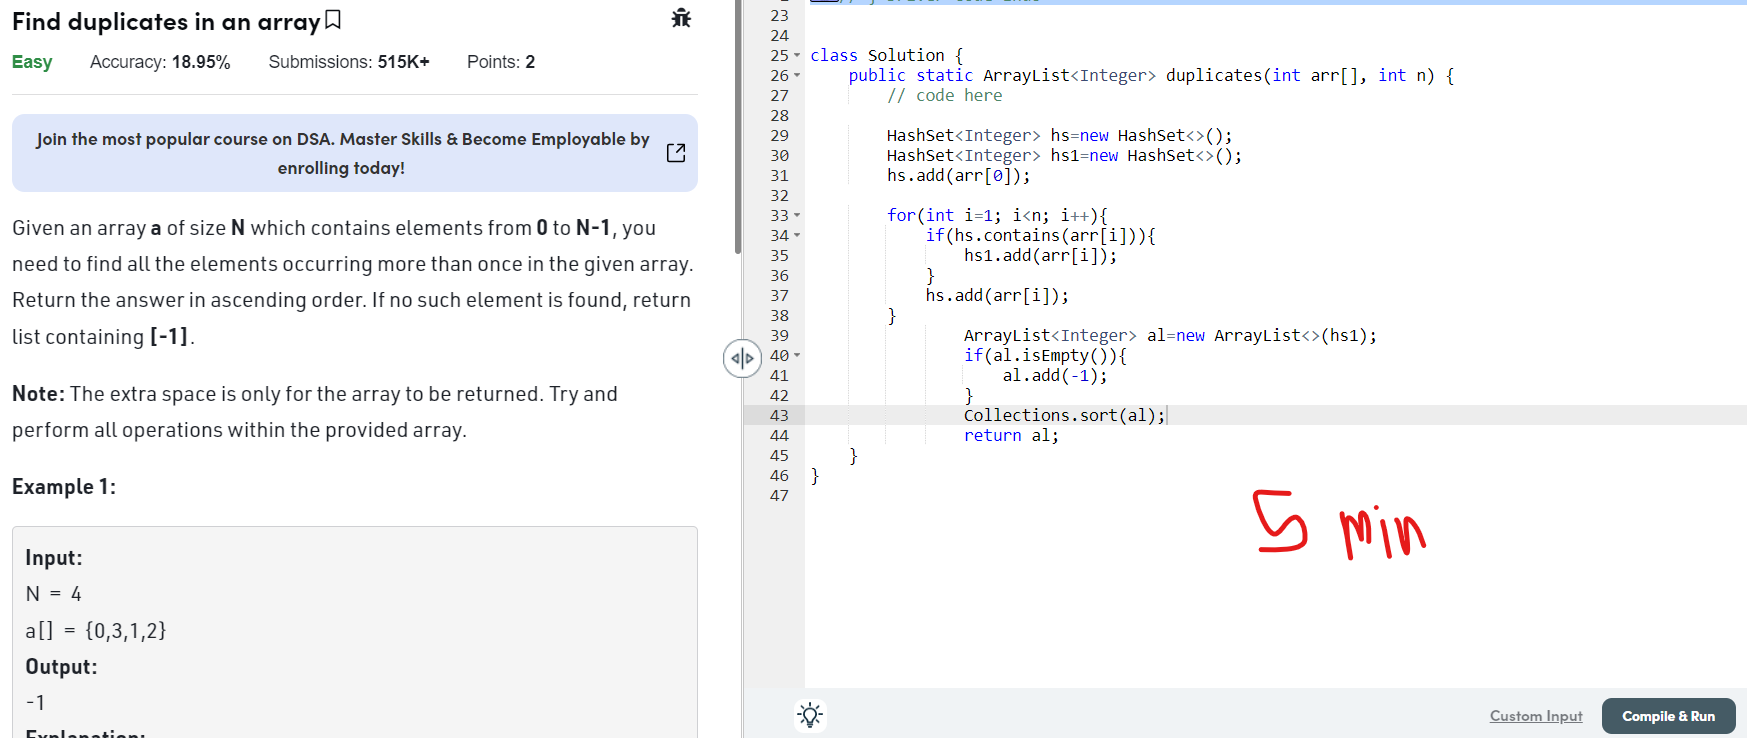 Find duplicates in an array
Easy Accuracy: 18.95% Submissions: 515K+ Points: 2
Join the most popular course on DSA. Master Skills & Become Employable by
enrolling today!
Given an array a of size N which contains elements from 0 to N-1, you
need to find all the elements occurring more than once in the given array.
Return the answer in ascending order. If no such element is found, return
list containing [-1].
Note: The extra space is only for the array to be returned. Try and
perform all operations within the provided array.
Example 1:
Input:
N = 4
a[] = {0,3,1,2}
Output:
-1
Explanation:
23
24
25 class Solution {
26 public static ArrayList<Integer> duplicates(int arr[], int n) {
27 // code here
28
29 HashSet<Integer> hs=new HashSet<>();
30 HashSet<Integer> hs1=new HashSet<>();
31 hs.add(arr[0]);
32
33 for(int i=1; i<n; i++){
34 if(hs.contains(arr[i])){
35 hs1.add(arr[i]);
36 }
37 hs.add(arr[i]);
38 }
39 ArrayList<Integer> al=new ArrayList<>(hs1);
40 if(al.isEmpty()){
41 al.add(-1);
42 }
43 Collections.sort(al);
44 return al;
45 }
46 }
47
5 min
Custom Input Compile & Run